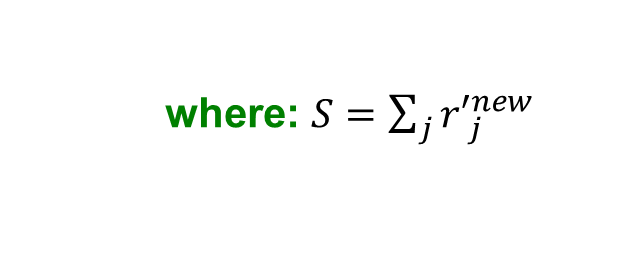 where: S = ∑_j r'_j^{new}